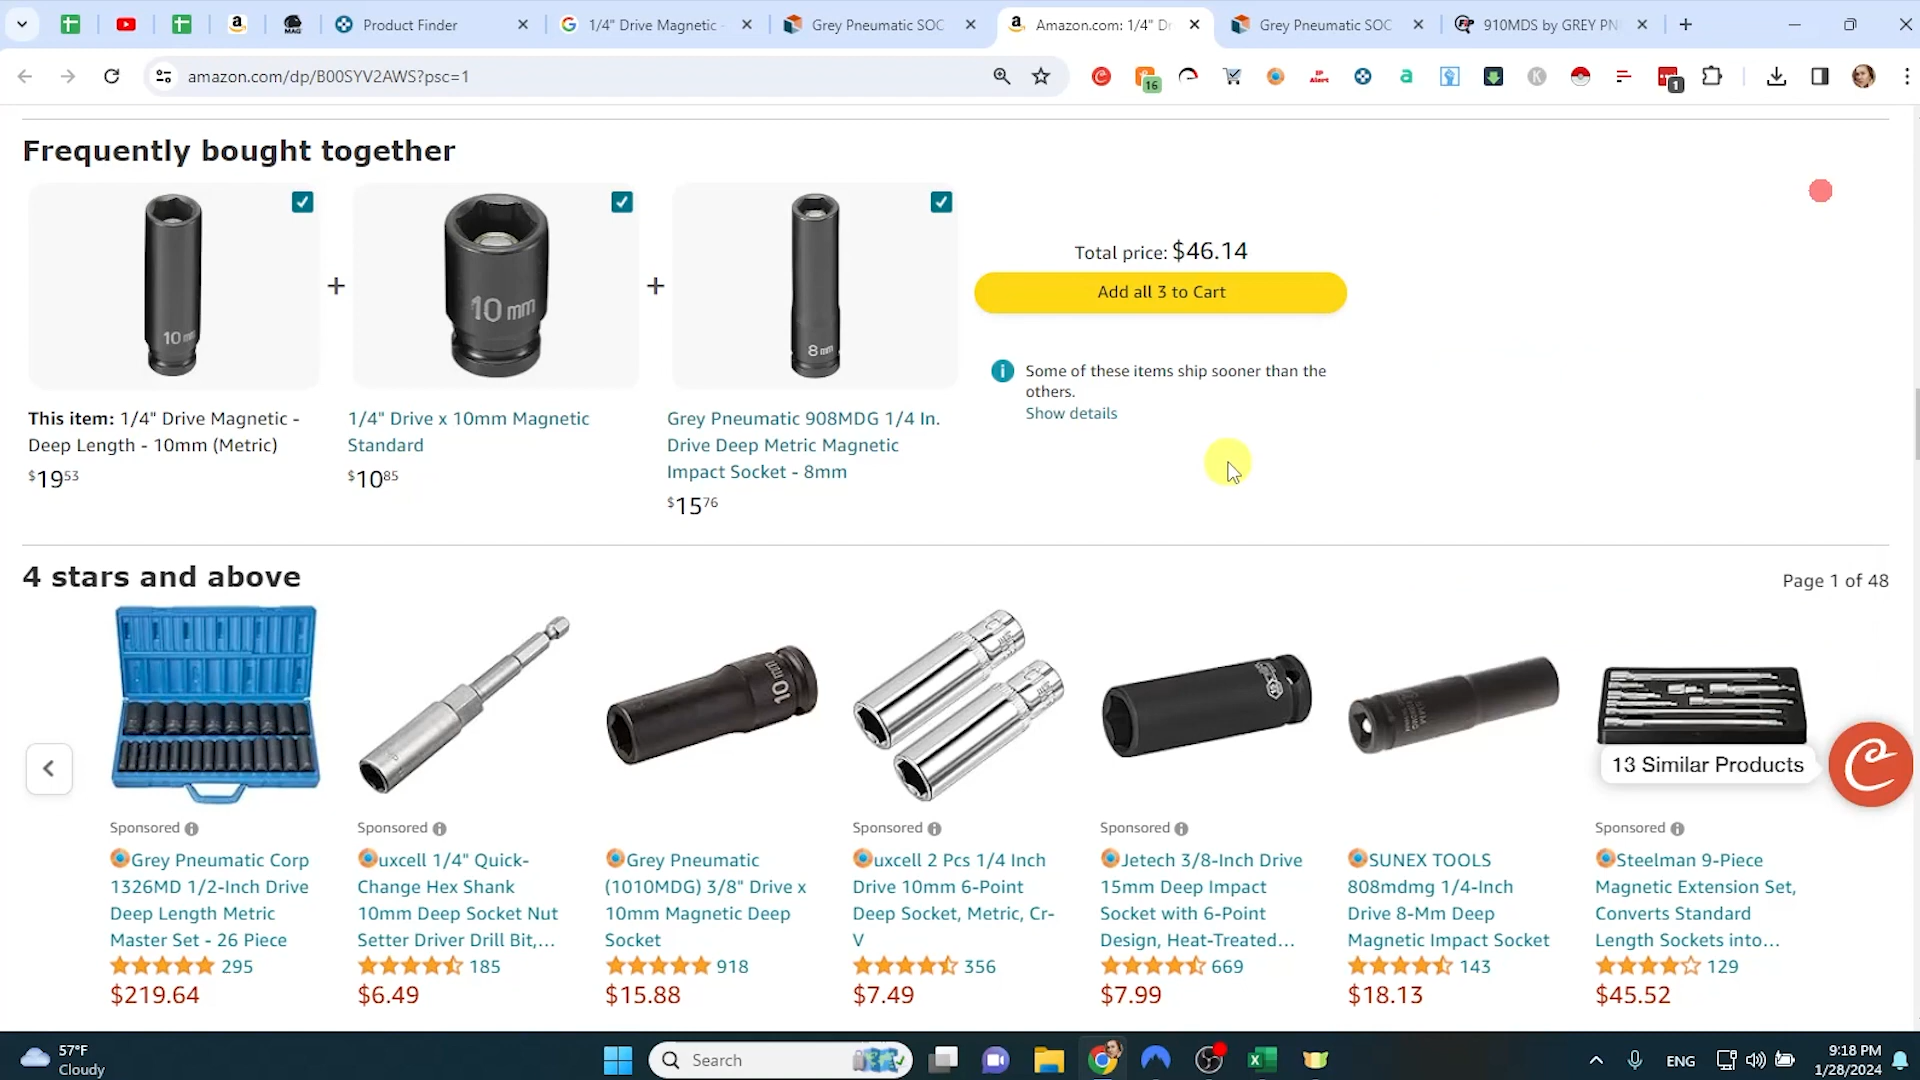 Product Finder
1/4" Drive Magnetic -
Grey Pneumatic SOC
Amazon.com: 1/4" Dr
Grey Pneumatic SOC
910MDS by GREY PN
amazon.com/dp/B00SYV2AWS?psc=1
16
1
Frequently bought together
10 mm
10 mm
8 mm
Total price: $46.14
Add all 3 to Cart
Some of these items ship sooner than the
others.
Show details
This item: 1/4" Drive Magnetic -
Deep Length - 10mm (Metric)
$19 53
1/4" Drive x 10mm Magnetic
Standard
$10 85
Grey Pneumatic 908MDG 1/4 In.
Drive Deep Metric Magnetic
Impact Socket - 8mm
$15 76
4 stars and above
Page 1 of 48
10 mm
13 Similar Products
Sponsored
Grey Pneumatic Corp
1326MD 1/2-Inch Drive
Deep Length Metric
Master Set - 26 Piece
295
$219.64
Sponsored
uxcell 1/4" Quick-
Change Hex Shank
10mm Deep Socket Nut
Setter Driver Drill Bit,...
185
$6.49
Grey Pneumatic
(1010MDG) 3/8" Drive x
10mm Magnetic Deep
Socket
918
$15.88
Sponsored
uxcell 2 Pcs 1/4 Inch
Drive 10mm 6-Point
Deep Socket, Metric, Cr-
V
356
$7.49
Sponsored
Jetech 3/8-Inch Drive
15mm Deep Impact
Socket with 6-Point
Design, Heat-Treated...
669
$7.99
Sponsored
SUNEX TOOLS
808mdmg 1/4-Inch
Drive 8-Mm Deep
Magnetic Impact Socket
143
$18.13
Sponsored
Steelman 9-Piece
Magnetic Extension Set,
Converts Standard
Length Sockets into...
129
$45.52
57°F
Cloudy
Search
ENG
9:18 PM
1/28/2024